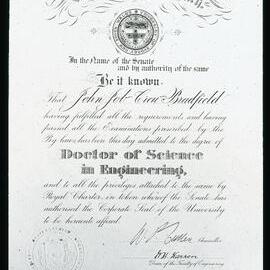 In the Name of the Senate
and by authority of the same
Be it known
That John Job Crew Bradfield
having fulfilled all the requirements and having
passed all the Examinations prescribed by the
By laws has this day admitted to the degree of
Doctor of Science
in Engineering,
and to all the privileges attached to the same by
Royal Charter, in token whereof the Senate has
authorised the Corporate Seal of the University
to be hereunto affixed.
Chancellor
Dean of the Faculty of Engineering